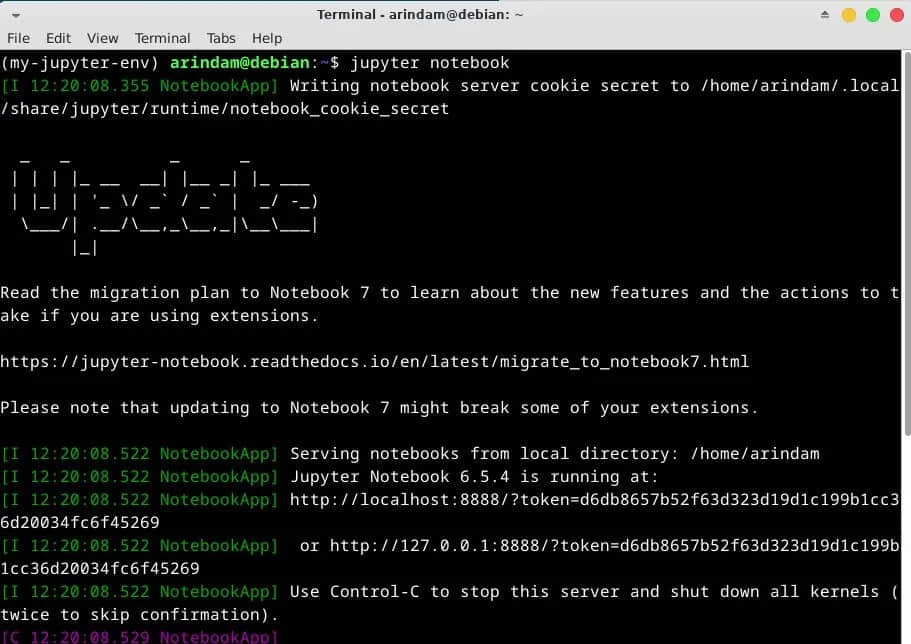 Terminal - arindam@debian: ~
File Edit View Terminal Tabs Help
(my-jupyter-env) arindam@debian:~$ jupyter notebook
[I 12:20:08.355 NotebookApp] Writing notebook server cookie secret to /home/arindam/.local
/share/jupyter/runtime/notebook_cookie_secret
  _   _          _      _
 | | | |_ __  __| |__ _| |_ ___
 | |_| | '_ \/ _` / _` |  _/ -_)
  \___/| .__/\__,_\__,_|\__\___|
       |_|
Read the migration plan to Notebook 7 to learn about the new features and the actions to t
ake if you are using extensions.
https://jupyter-notebook.readthedocs.io/en/latest/migrate_to_notebook7.html
Please note that updating to Notebook 7 might break some of your extensions.
[I 12:20:08.522 NotebookApp] Serving notebooks from local directory: /home/arindam
[I 12:20:08.522 NotebookApp] Jupyter Notebook 6.5.4 is running at:
[I 12:20:08.522 NotebookApp] http://localhost:8888/?token=d6db8657b52f63d323d19d1c199b1cc3
6d20034fc6f45269
[I 12:20:08.522 NotebookApp]  or http://127.0.0.1:8888/?token=d6db8657b52f63d323d19d1c199b
1cc36d20034fc6f45269
[I 12:20:08.522 NotebookApp] Use Control-C to stop this server and shut down all kernels (
twice to skip confirmation).
[C 12:20:08.529 NotebookApp]